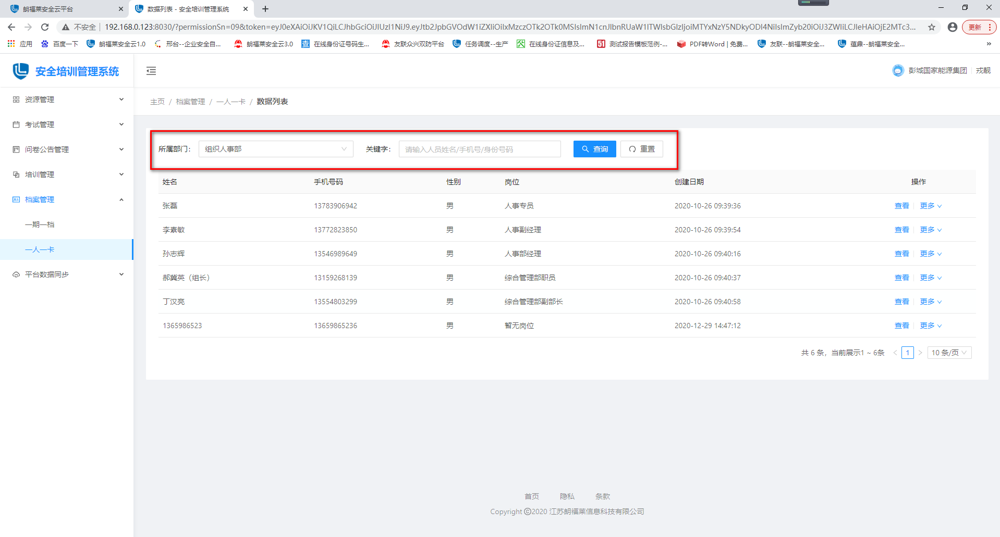 朗福莱安全云平台
数据列表 - 安全培训管理系统
不安全 192.168.0.123:8030/?permissionSn=09&token=eyJ0eXAiOiJKV1QiLCJhbGciOiJIUzI1NiJ9.eyJtb2JpbGVOdW1iZXIiOiIxMzczOTk2OTk0MSIsImN1cnJlbnRUaW1lTWlsbGlzIjoiMTYxNzY5NDkyODI4NiIsImZyb20iOiJ3ZWIiLCJleHAiOjE2MTc3...
更新
应用 百度一下 朗福莱安全云1.0 邢台--企业安全自... 朗福莱安全云3.0 在线身份证号码生... 友联众兴双防平台 任务调度--生产 在线身份证信息及... 测试报告模板范例-... PDF转Word | 免费... 友联--朗福莱安全... 蕴鼎--朗福莱安全... »
安全培训管理系统
彭城国家能源集团 戎靓
资源管理
考试管理
问卷公告管理
培训管理
档案管理
一期一档
一人一卡
平台数据同步
主页 / 档案管理 / 一人一卡 / 数据列表
所属部门： 组织人事部 关键字： 请输入人员姓名/手机号/身份号码 查询 重置
姓名 手机号码 性别 岗位 创建日期 操作
张磊 13783906942 男 人事专员 2020-10-26 09:39:36 查看 更多
李素敏 13772823850 男 人事副经理 2020-10-26 09:39:54 查看 更多
孙志辉 13546989649 男 人事部经理 2020-10-26 09:40:16 查看 更多
郝冀英（组长） 13159268139 男 综合管理部职员 2020-10-26 09:40:37 查看 更多
丁汉亮 13554803299 男 综合管理部副部长 2020-10-26 09:40:58 查看 更多
1365986523 13659865236 男 暂无岗位 2020-12-29 14:47:12 查看 更多
共 6 条，当前展示1 ~ 6条 < 1 > 10 条/页
首页 隐私 条款
Copyright ©2020 江苏朗福莱信息科技有限公司